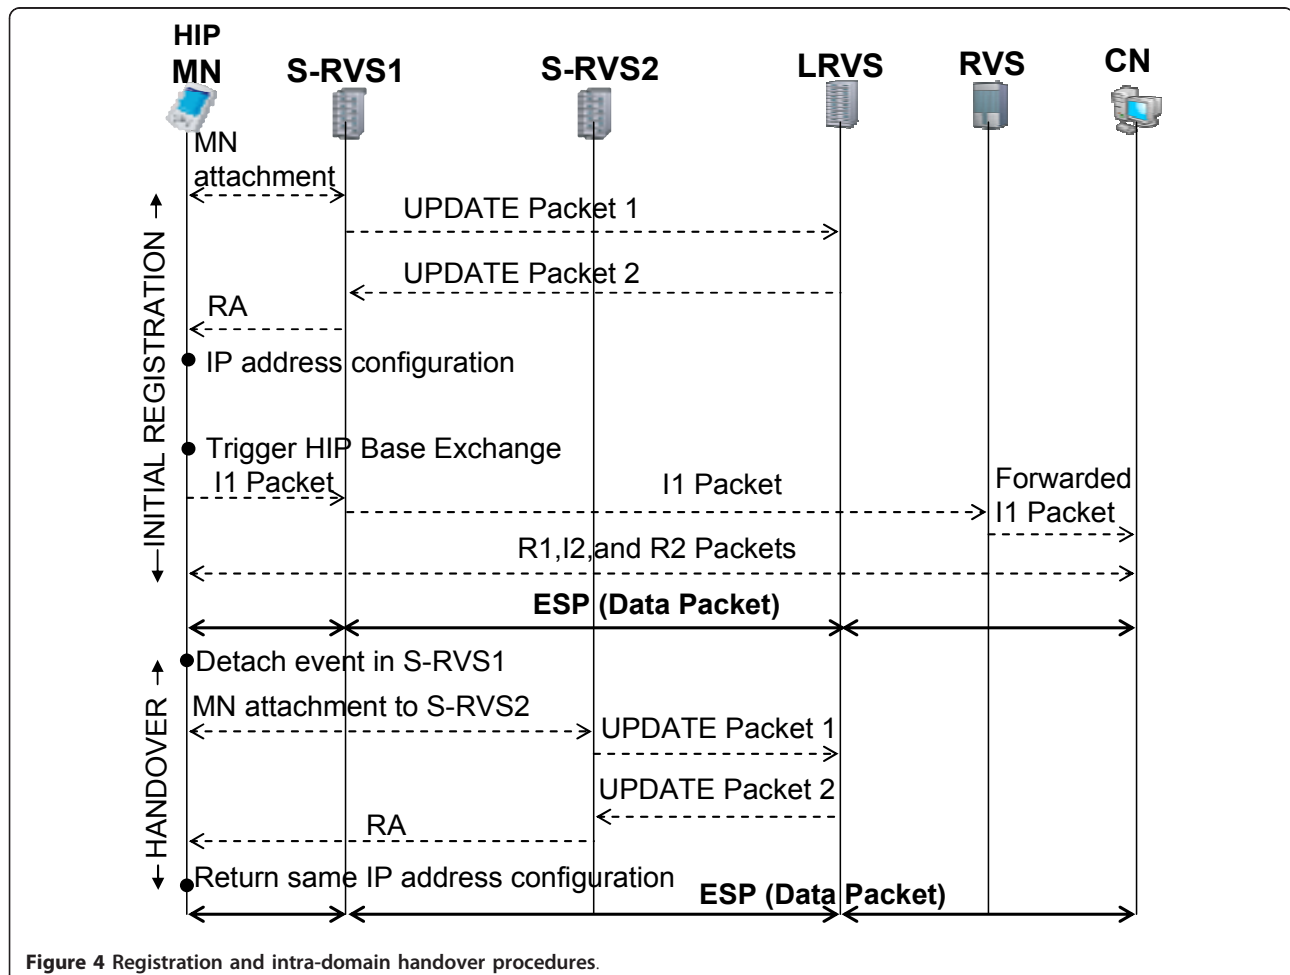 HIP
MN
S-RVS1
S-RVS2
LRVS
RVS
CN
MN
attachment
UPDATE Packet 1
UPDATE Packet 2
RA
IP address configuration
INITIAL REGISTRATION
Trigger HIP Base Exchange
I1 Packet
I1 Packet
Forwarded
I1 Packet
R1,I2,and R2 Packets
ESP (Data Packet)
Detach event in S-RVS1
MN attachment to S-RVS2
UPDATE Packet 1
HANDOVER
UPDATE Packet 2
RA
Return same IP address configuration
ESP (Data Packet)
Figure 4 Registration and intra-domain handover procedures.